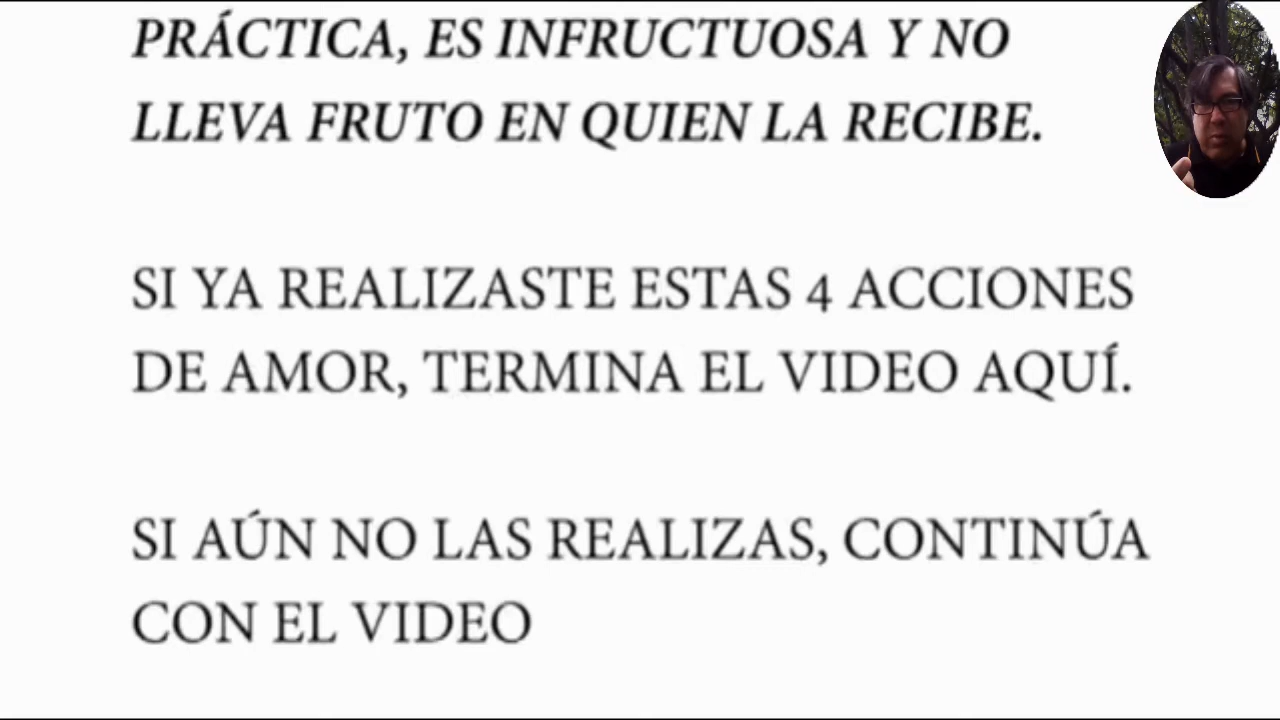 PRÁCTICA, ES INFRUCTUOSA Y NO
LLEVA FRUTO EN QUIEN LA RECIBE.
SI YA REALIZASTE ESTAS 4 ACCIONES
DE AMOR, TERMINA EL VIDEO AQUÍ.
SI AÚN NO LAS REALIZAS, CONTINÚA
CON EL VIDEO